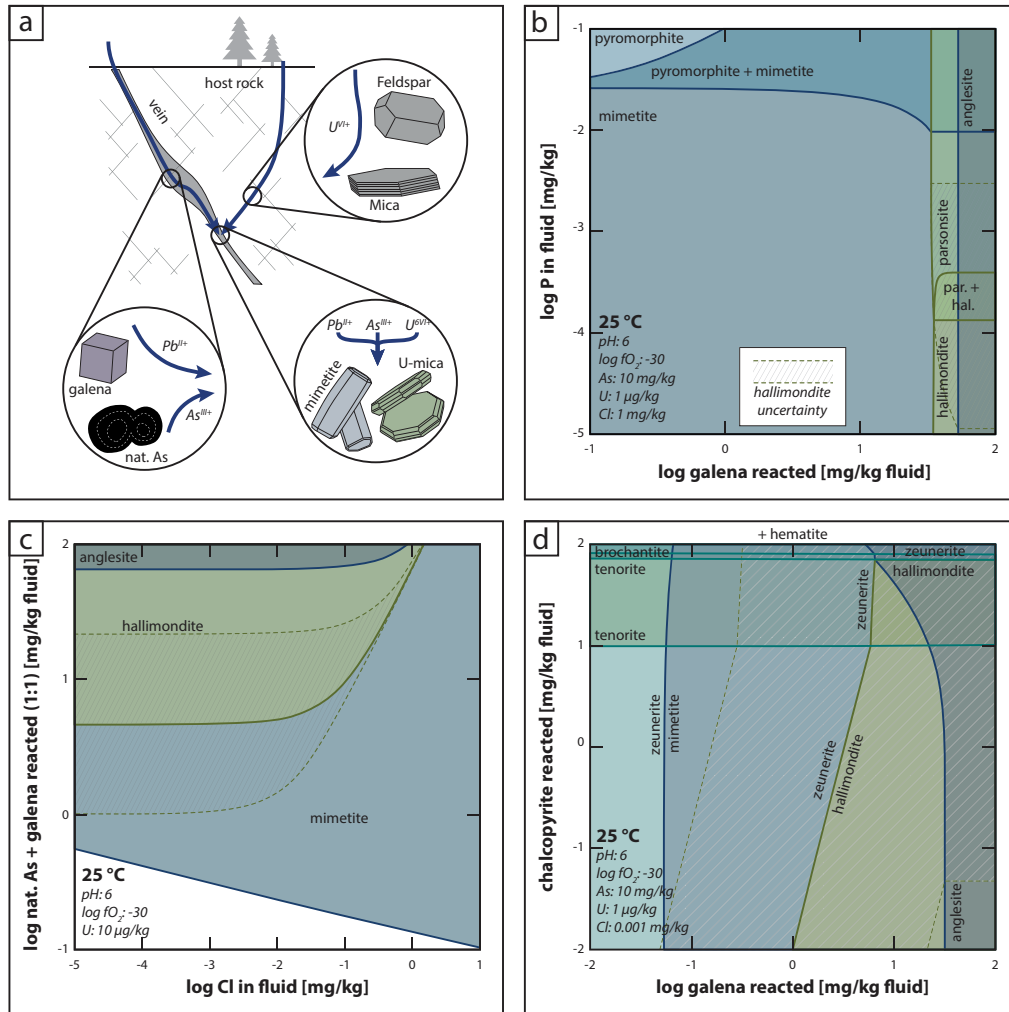 a
host rock
vein
Feldspar
U^VI+
Mica
galena
Pb^II+
As^III+
nat. As
Pb^II+ As^III+ U^6VI+
mimetite
U-mica
b
pyromorphite
pyromorphite + mimetite
mimetite
anglesite
parsonsite
par. +
hal.
hallimondite
25 °C
pH: 6
log fO₂: -30
As: 10 mg/kg
U: 1 µg/kg
Cl: 1 mg/kg
hallimondite
uncertainty
log P in fluid [mg/kg]
-1
-2
-3
-4
-5
-1 0 1 2
log galena reacted [mg/kg fluid]
c
anglesite
hallimondite
mimetite
25 °C
pH: 6
log fO₂: -30
U: 10 µg/kg
log nat. As + galena reacted (1:1) [mg/kg fluid]
2
1
0
-1
-5 -4 -3 -2 -1 0 1
log Cl in fluid [mg/kg]
d
+ hematite
brochantite
zeunerite
tenorite
hallimondite
zeunerite
tenorite
zeunerite
mimetite
zeunerite
hallimondite
anglesite
25 °C
pH: 6
log fO₂: -30
As: 10 mg/kg
U: 1 µg/kg
Cl: 0.001 mg/kg
chalcopyrite reacted [mg/kg fluid]
2
1
0
-1
-2
-2 -1 0 1 2
log galena reacted [mg/kg fluid]